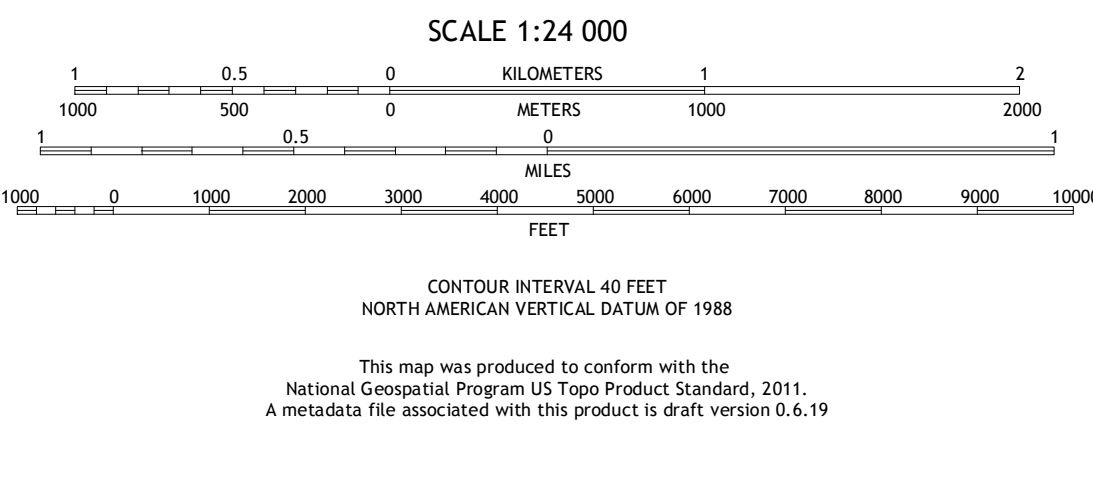 SCALE 1:24 000
1 0.5 0 KILOMETERS 1 2
1000 500 0 METERS 1000 2000
1 0.5 0 1
MILES
1000 0 1000 2000 3000 4000 5000 6000 7000 8000 9000 10000
FEET
CONTOUR INTERVAL 40 FEET
NORTH AMERICAN VERTICAL DATUM OF 1988
This map was produced to conform with the
National Geospatial Program US Topo Product Standard, 2011.
A metadata file associated with this product is draft version 0.6.19